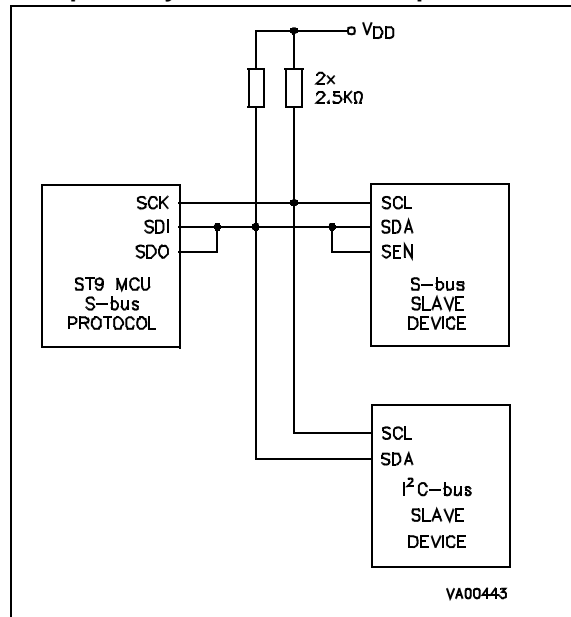 VDD
2x
2.5KΩ
SCK
SDI
SDO
ST9 MCU
S-bus
PROTOCOL
SCL
SDA
SEN
S-bus
SLAVE
DEVICE
SCL
SDA
I²C-bus
SLAVE
DEVICE
VA00443